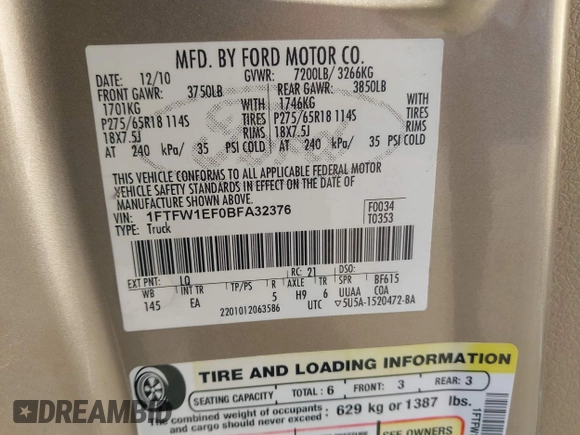 MFD. BY FORD MOTOR CO.
DATE: 12/10 GVWR: 7200LB/ 3266KG
FRONT GAWR: 3750LB REAR GAWR: 3850LB
1701KG WITH 1746KG WITH
P275/65R18 114S TIRES P275/65R18 114S TIRES
18X7.5J RIMS 18X7.5J RIMS
AT 240 kPa/ 35 PSI COLD AT 240 kPa/ 35 PSI COLD
THIS VEHICLE CONFORMS TO ALL APPLICABLE FEDERAL MOTOR
VEHICLE SAFETY STANDARDS IN EFFECT ON THE DATE OF
MANUFACTURE SHOWN ABOVE.
VIN: 1FTFW1EF0BFA32376 F0034
TYPE: Truck T0353
EXT PNT: LQ RC: 21 DSO:
WB INT TR TP/PS R AXLE TR SPR BF615
145 EA 5 H9 6 UUAA COA
2201012063586 UTC ▽5U5A-1520472-BA
Ford
TIRE AND LOADING INFORMATION
SEATING CAPACITY TOTAL: 6 FRONT: 3 REAR: 3
The combined weight of occupants and cargo should never exceed: 629 kg or 1387 lbs.
SEE OWNERS
1FTFW
DREAMBID